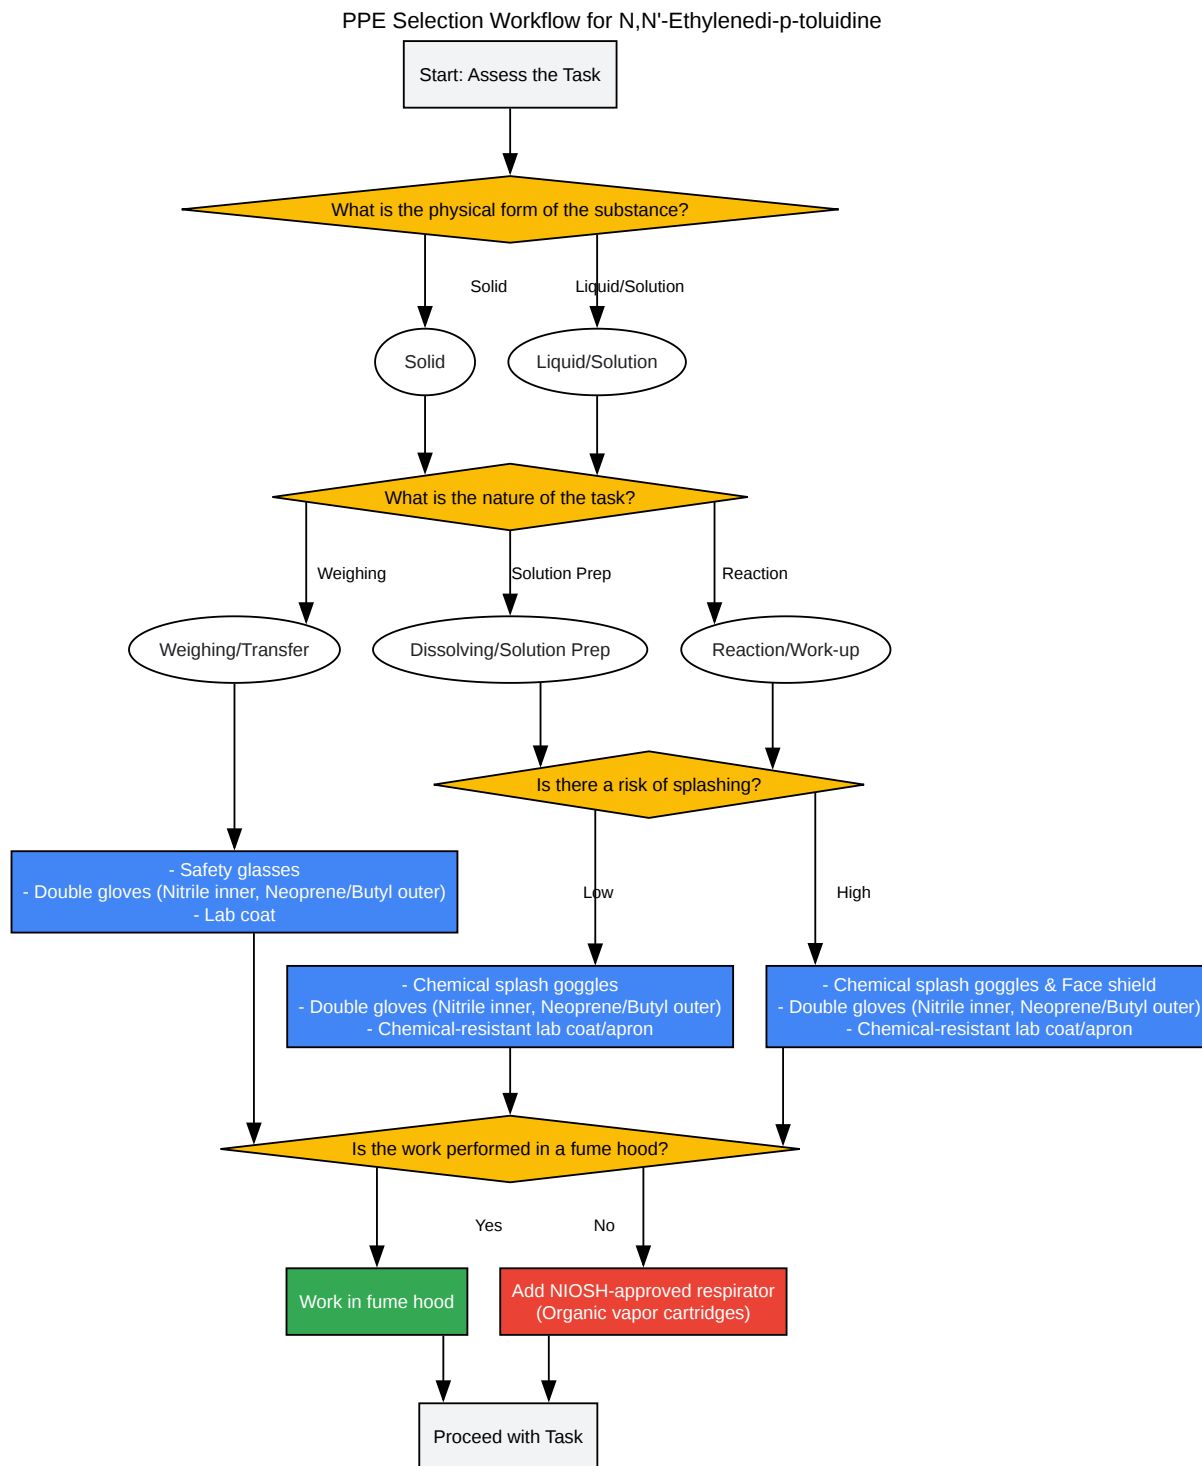 PPE Selection Workflow for N,N'-Ethylenedi-p-toluidine
Start: Assess the Task
What is the physical form of the substance?
Solid
Liquid/Solution
Solid
Liquid/Solution
What is the nature of the task?
Weighing
Solution Prep
Reaction
Weighing/Transfer
Dissolving/Solution Prep
Reaction/Work-up
Is there a risk of splashing?
- Safety glasses
- Double gloves (Nitrile inner, Neoprene/Butyl outer)
- Lab coat
Low
High
- Chemical splash goggles
- Double gloves (Nitrile inner, Neoprene/Butyl outer)
- Chemical-resistant lab coat/apron
- Chemical splash goggles & Face shield
- Double gloves (Nitrile inner, Neoprene/Butyl outer)
- Chemical-resistant lab coat/apron
Is the work performed in a fume hood?
Yes
No
Work in fume hood
Add NIOSH-approved respirator
(Organic vapor cartridges)
Proceed with Task